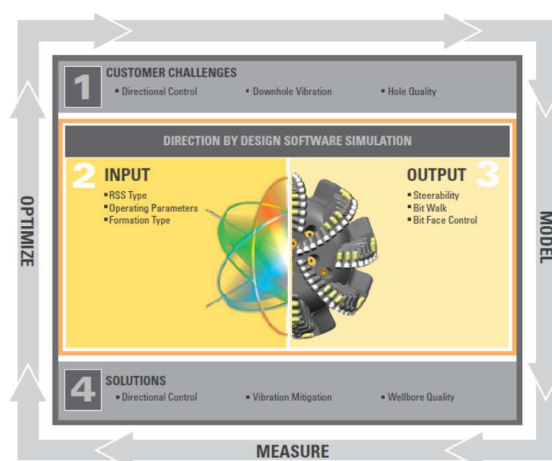 1
CUSTOMER CHALLENGES
▪ Directional Control ▪ Downhole Vibration ▪ Hole Quality
DIRECTION BY DESIGN SOFTWARE SIMULATION
2
INPUT
▪ RSS Type
▪ Operating Parameters
▪ Formation Type
OUTPUT
3
▪ Steerability
▪ Bit Walk
▪ Bit Face Control
4
SOLUTIONS
▪ Directional Control ▪ Vibration Mitigation ▪ Wellbore Quality
OPTIMIZE
MODEL
MEASURE